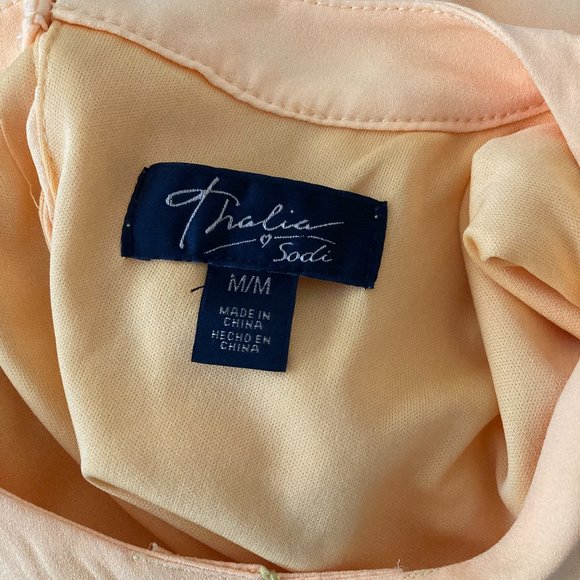 Thalia
Sodi
M/M
MADE IN
CHINA
HECHO EN
CHINA